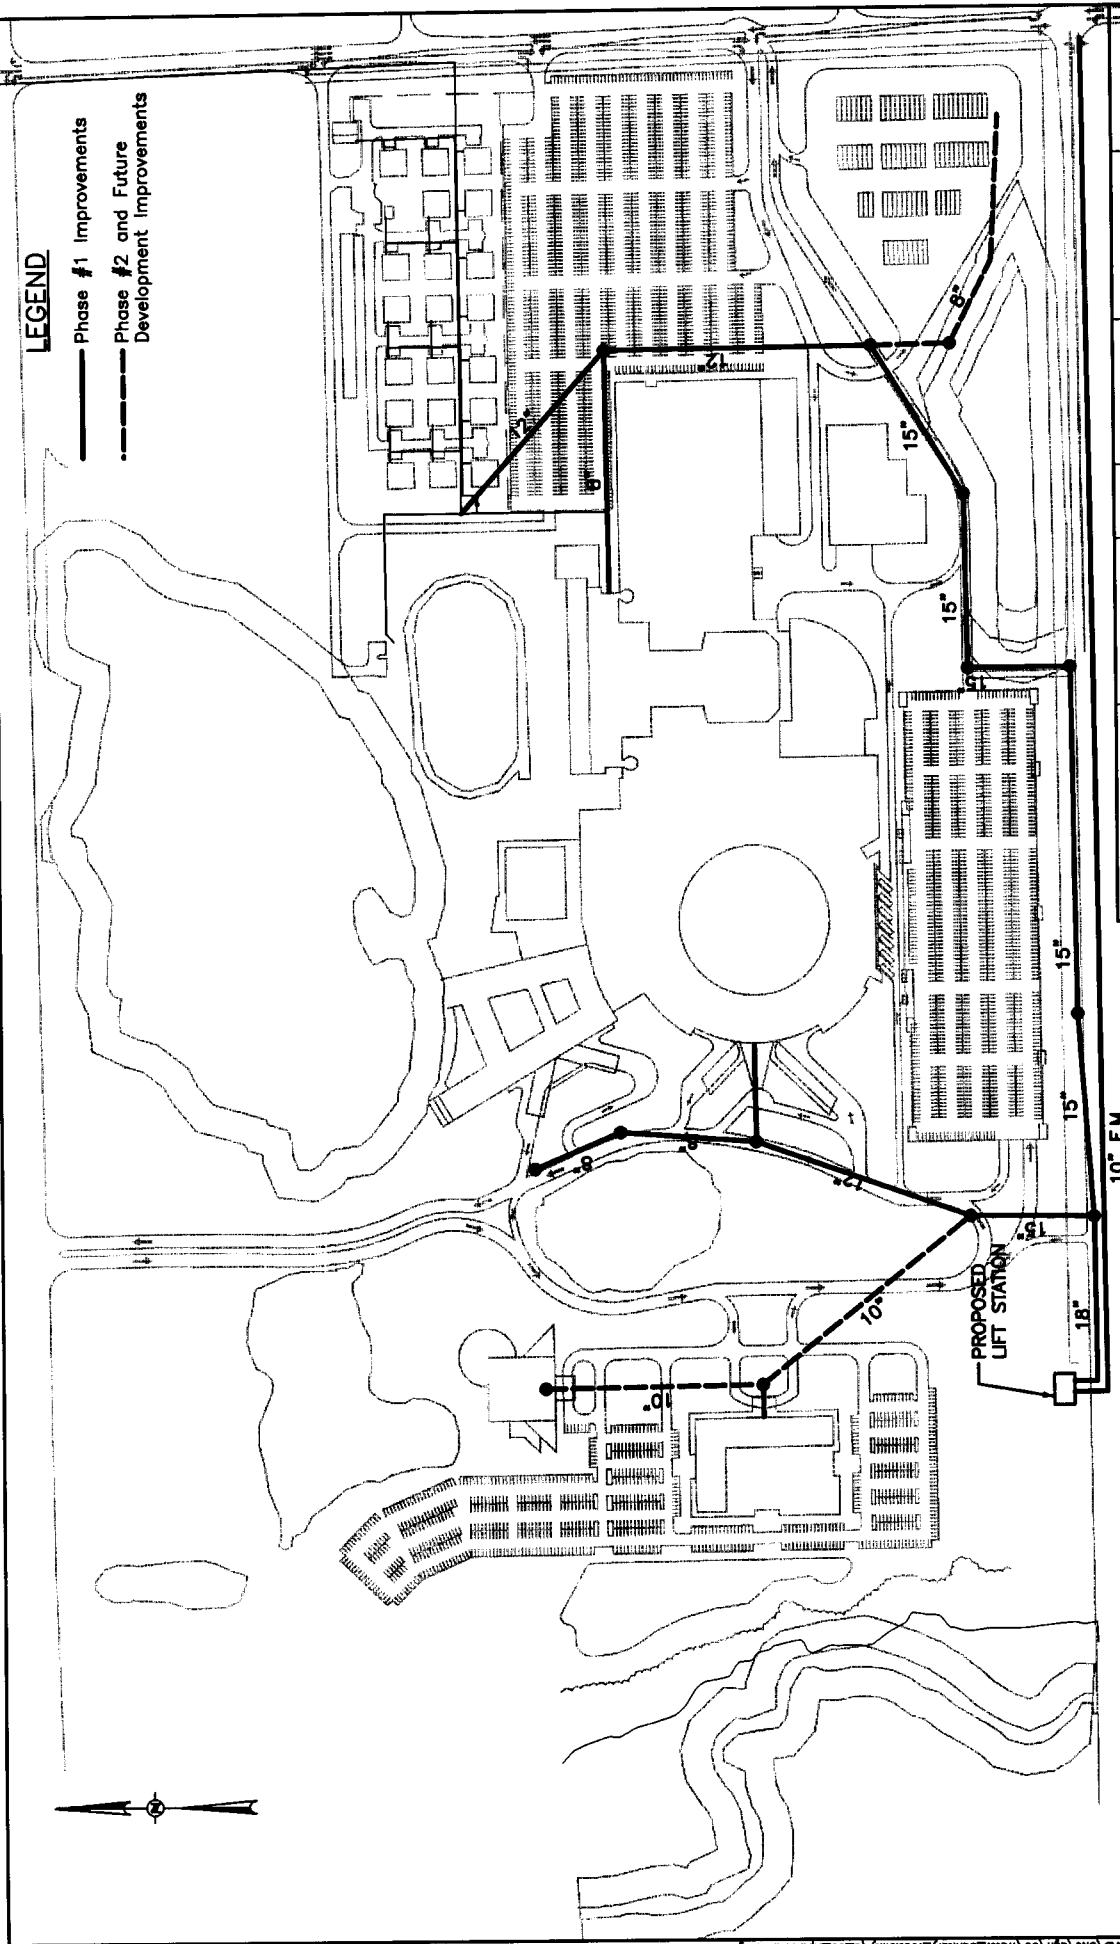 LEGEND
Phase #1 Improvements
Phase #2 and Future
Development Improvements
12"
8"
12"
8"
15"
15"
15"
15"
15"
8"
8"
12"
15"
10"
10"
PROPOSED
LIFT STATION
18"
10" F.M.
N